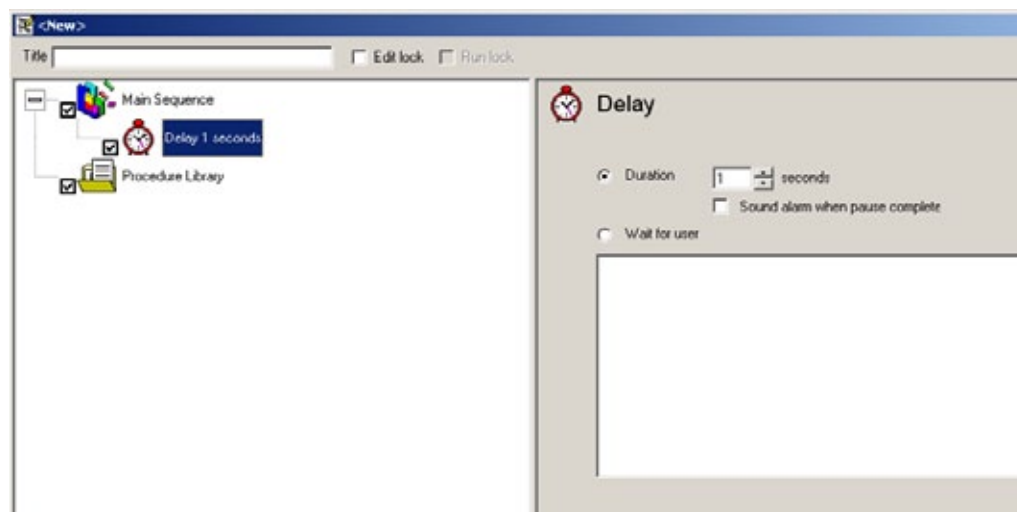 <New>
Title Edit lock Run lock
Main Sequence
Delay 1 seconds
Procedure Library
Delay
Duration 1 seconds
Sound alarm when pause complete
Wait for user